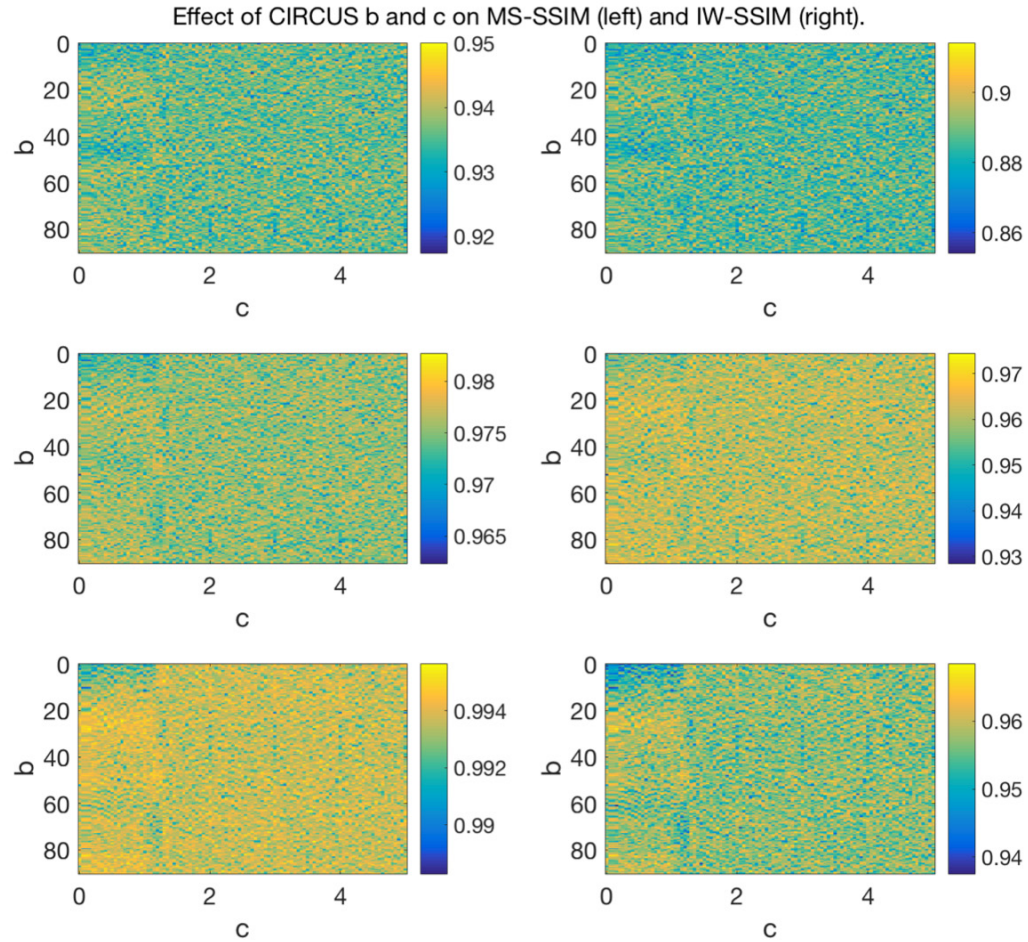 Effect of CIRCUS b and c on MS-SSIM (left) and IW-SSIM (right).
0
20
40
60
80
b
0 2 4
c
0.95
0.94
0.93
0.92
0
20
40
60
80
b
0 2 4
c
0.9
0.88
0.86
0
20
40
60
80
b
0 2 4
c
0.98
0.975
0.97
0.965
0
20
40
60
80
b
0 2 4
c
0.97
0.96
0.95
0.94
0.93
0
20
40
60
80
b
0 2 4
c
0.994
0.992
0.99
0
20
40
60
80
b
0 2 4
c
0.96
0.95
0.94